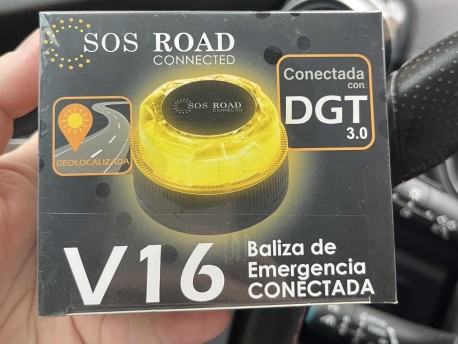 SOS ROAD
CONNECTED
Conectada
con
DGT
3.0
SOS ROAD
CONNECTED
GEOLOCALIZADA
V16
Baliza de
Emergencia
CONECTADA